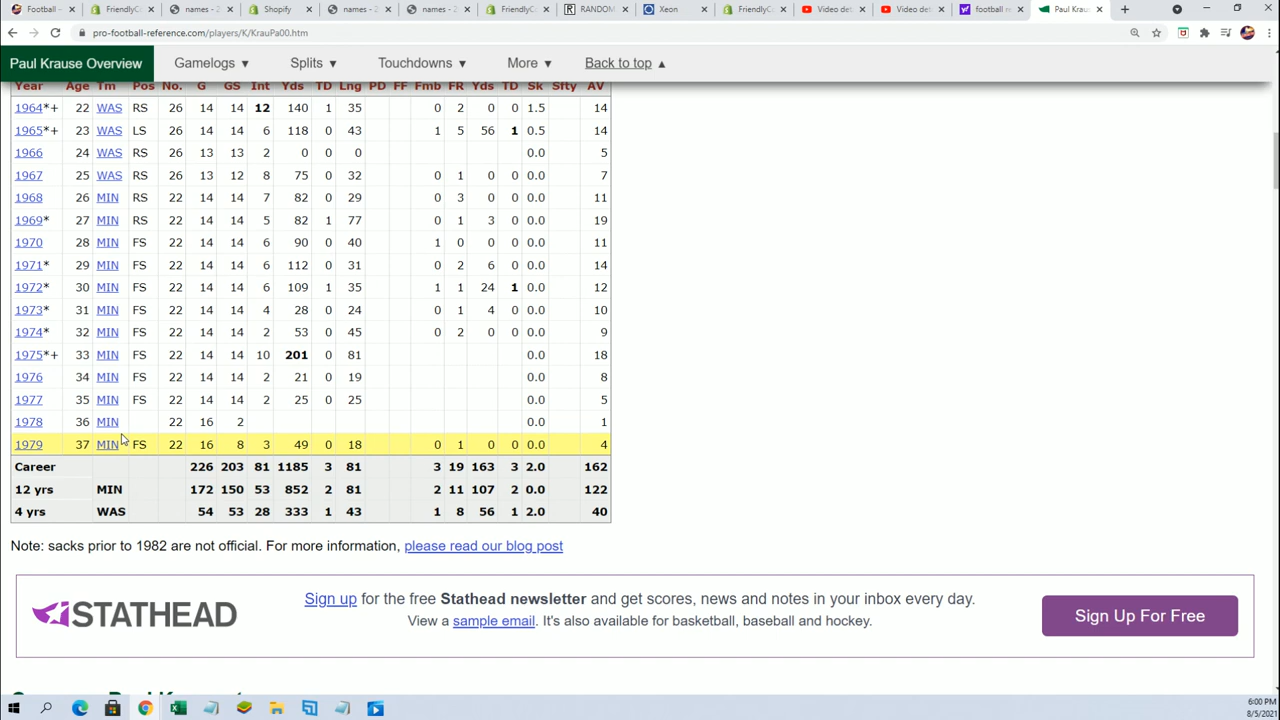 Football - 
FriendlyCo
names - 2
Shopify
names - 2
names - 2
FriendlyCo
RANDOM
Xeon
FriendlyCo
Video det
Video det
football re
Paul Kraus
pro-football-reference.com/players/K/KrauPa00.htm
Paul Krause Overview Gamelogs ▼ Splits ▼ Touchdowns ▼ More ▼ Back to top ▲
Year Age Tm Pos No. G GS Int Yds TD Lng PD FF Fmb FR Yds TD Sk Sfty AV
1964*+ 22 WAS RS 26 14 14 12 140 1 35 0 2 0 0 1.5 14
1965*+ 23 WAS LS 26 14 14 6 118 0 43 1 5 56 1 0.5 14
1966 24 WAS RS 26 13 13 2 0 0 0 0.0 5
1967 25 WAS RS 26 13 12 8 75 0 32 0 1 0 0 0.0 7
1968 26 MIN RS 22 14 14 7 82 0 29 0 3 0 0 0.0 11
1969* 27 MIN RS 22 14 14 5 82 1 77 0 1 3 0 0.0 19
1970 28 MIN FS 22 14 14 6 90 0 40 1 0 0 0 0.0 11
1971* 29 MIN FS 22 14 14 6 112 0 31 0 2 6 0 0.0 14
1972* 30 MIN FS 22 14 14 6 109 1 35 1 1 24 1 0.0 12
1973* 31 MIN FS 22 14 14 4 28 0 24 0 1 4 0 0.0 10
1974* 32 MIN FS 22 14 14 2 53 0 45 0 2 0 0 0.0 9
1975*+ 33 MIN FS 22 14 14 10 201 0 81 0.0 18
1976 34 MIN FS 22 14 14 2 21 0 19 0.0 8
1977 35 MIN FS 22 14 14 2 25 0 25 0.0 5
1978 36 MIN 22 16 2 0.0 1
1979 37 MIN FS 22 16 8 3 49 0 18 0 1 0 0 0.0 4
Career 226 203 81 1185 3 81 3 19 163 3 2.0 162
12 yrs MIN 172 150 53 852 2 81 2 11 107 2 0.0 122
4 yrs WAS 54 53 28 333 1 43 1 8 56 1 2.0 40
Note: sacks prior to 1982 are not official. For more information, please read our blog post
STATHEAD
Sign up for the free Stathead newsletter and get scores, news and notes in your inbox every day.
View a sample email. It's also available for basketball, baseball and hockey.
Sign Up For Free
6:00 PM
8/5/2021